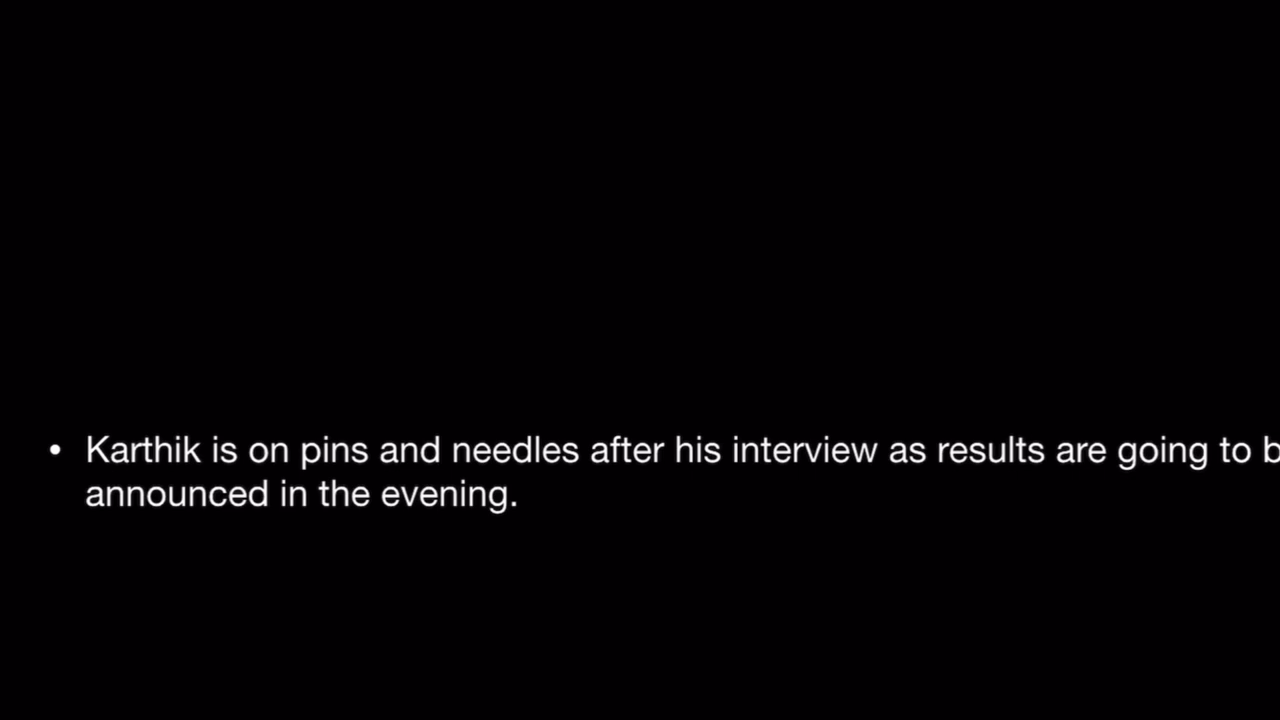 • Karthik is on pins and needles after his interview as results are going to b
announced in the evening.